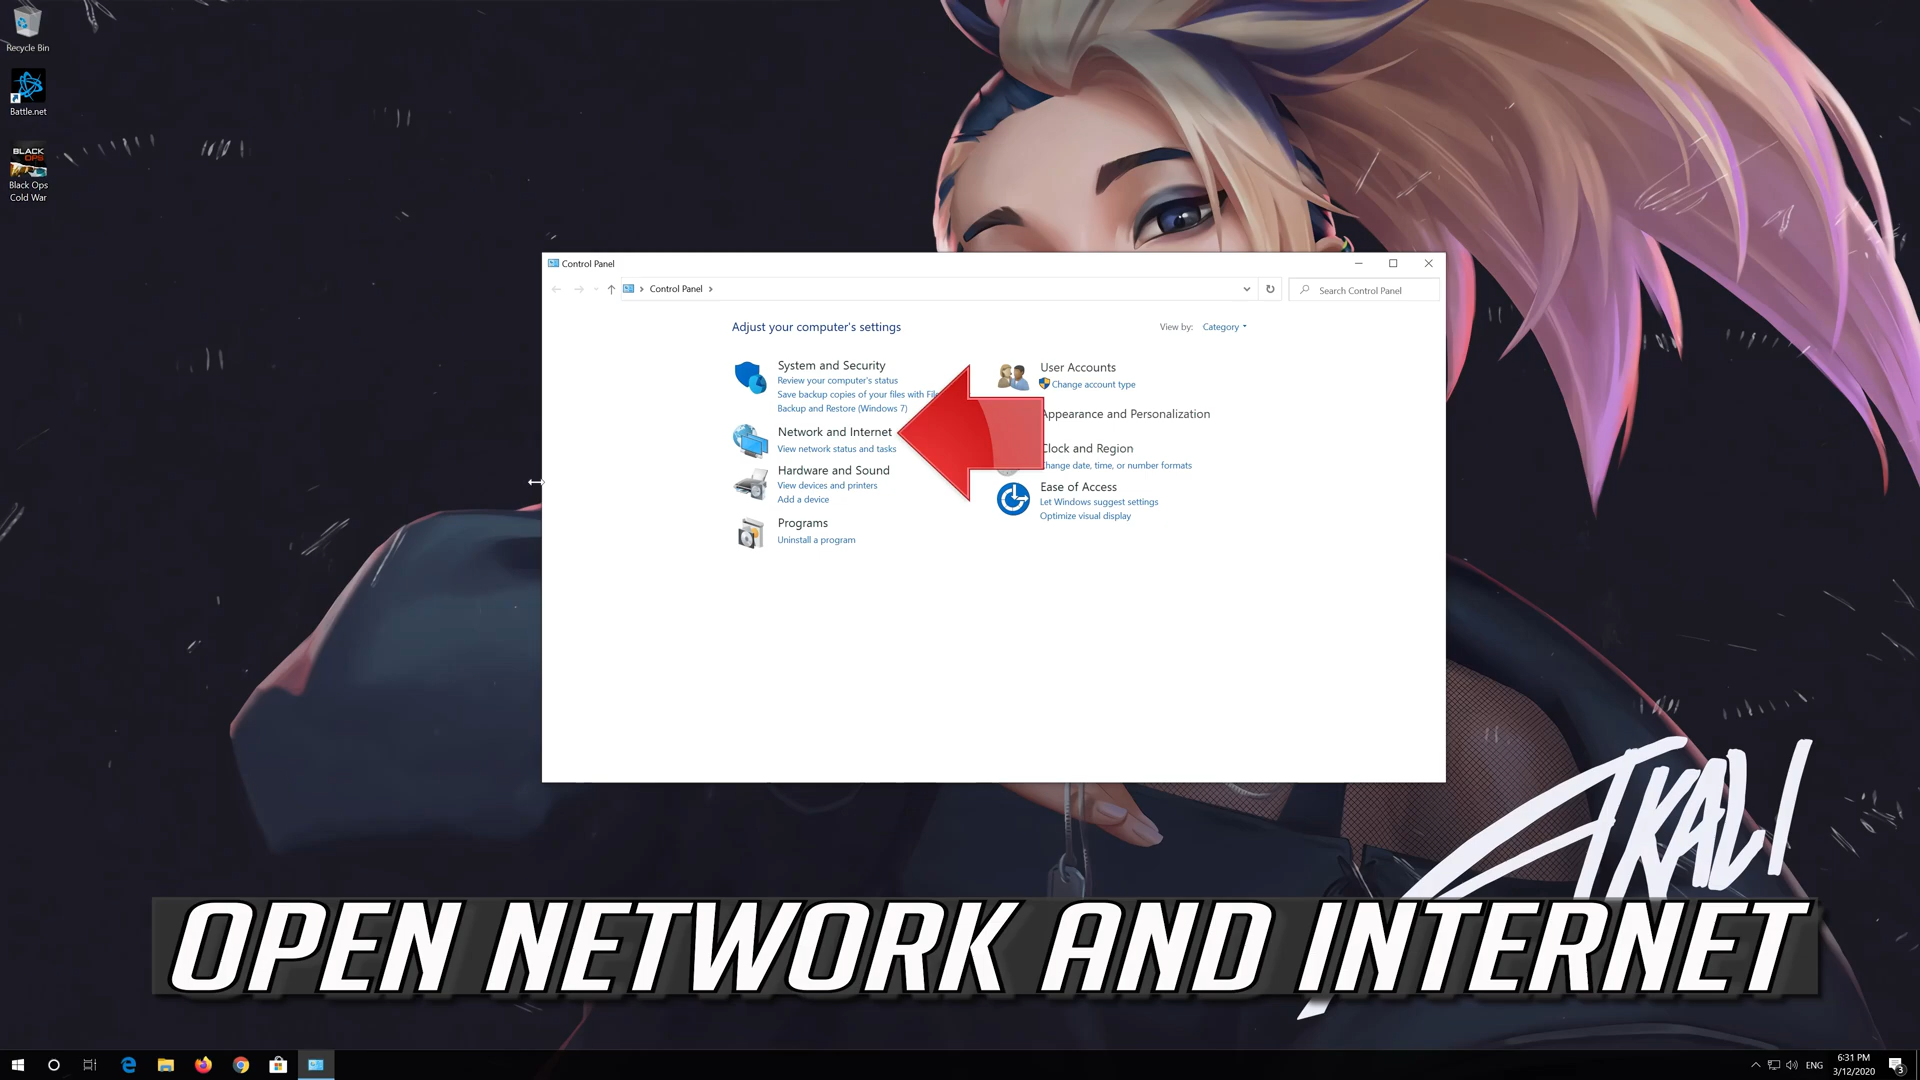 Recycle Bin
Battle.net
BLACK
OPS
Black Ops
Cold War
Control Panel
Control Panel
Search Control Panel
Adjust your computer's settings
View by: Category
System and Security
Review your computer's status
Save backup copies of your files with File
Backup and Restore (Windows 7)
Network and Internet
View network status and tasks
Hardware and Sound
View devices and printers
Add a device
Programs
Uninstall a program
User Accounts
Change account type
Appearance and Personalization
Clock and Region
Change date, time, or number formats
Ease of Access
Let Windows suggest settings
Optimize visual display
AKALI
OPEN NETWORK AND INTERNET
ENG
6:31 PM
3/12/2020
3